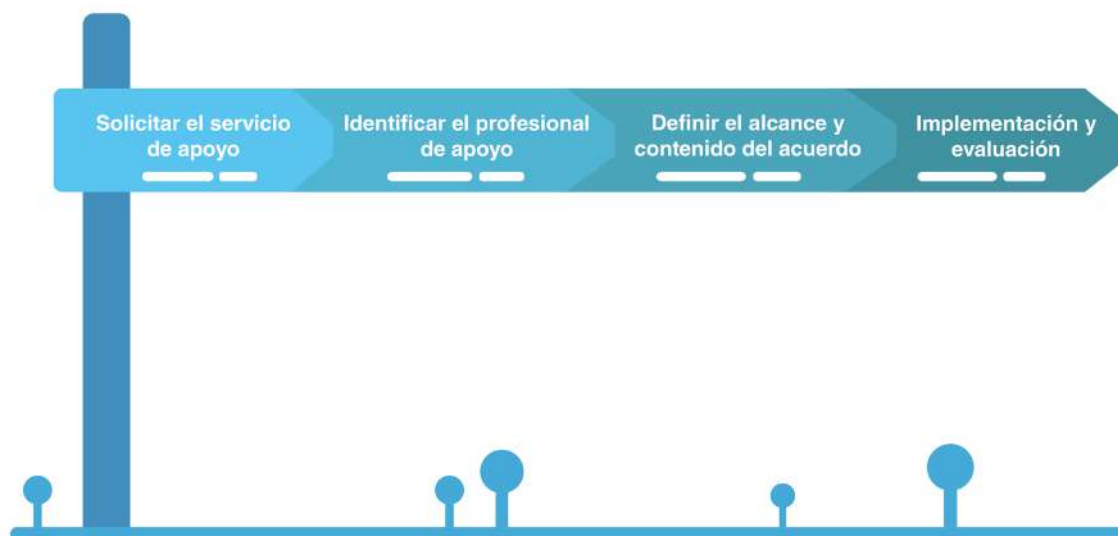 Solicitar el servicio
de apoyo
Identificar el profesional
de apoyo
Definir el alcance y
contenido del acuerdo
Implementación y
evaluación